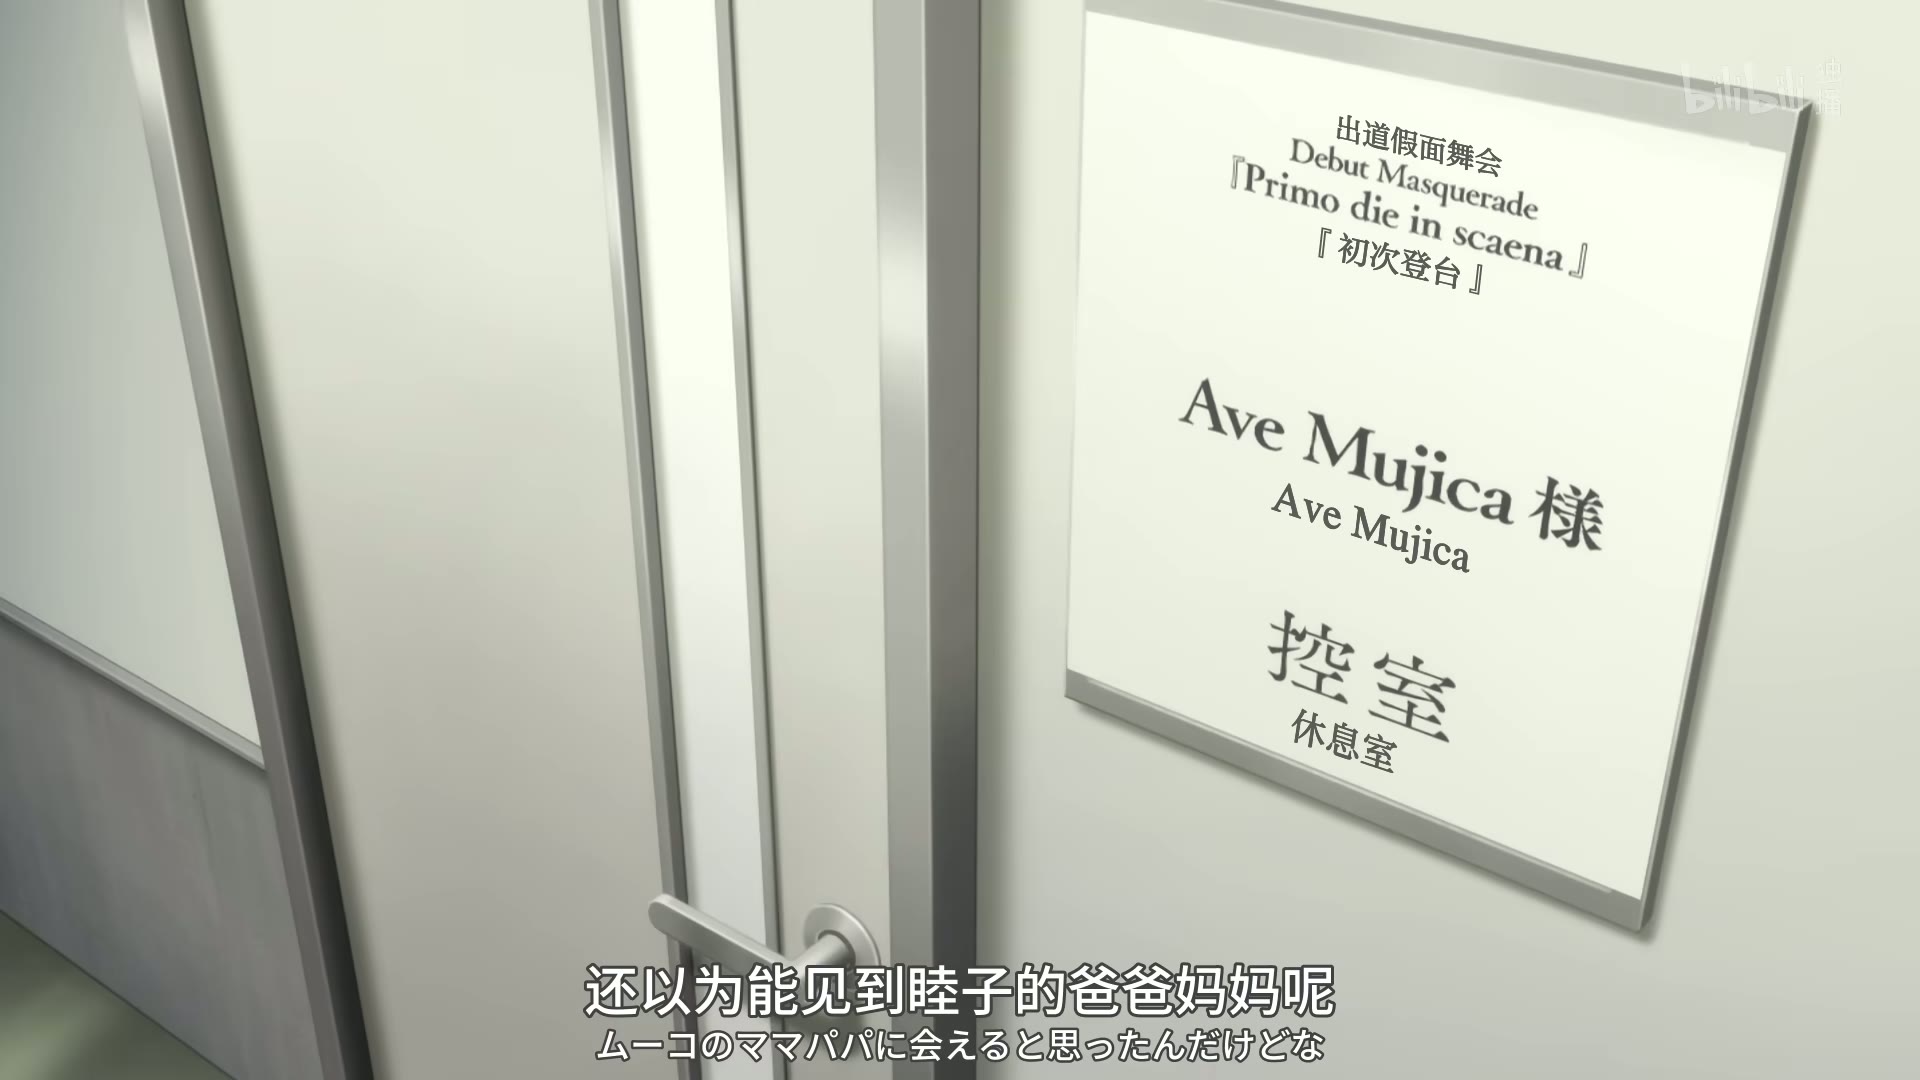 bilibili 独播
出道假面舞会
Debut Masquerade
『Primo die in scaena』
『初次登台』
Ave Mujica 様
Ave Mujica
控室
休息室
还以为能见到睦子的爸爸妈妈呢
ムーコのママパパに会えると思ったんだけどな